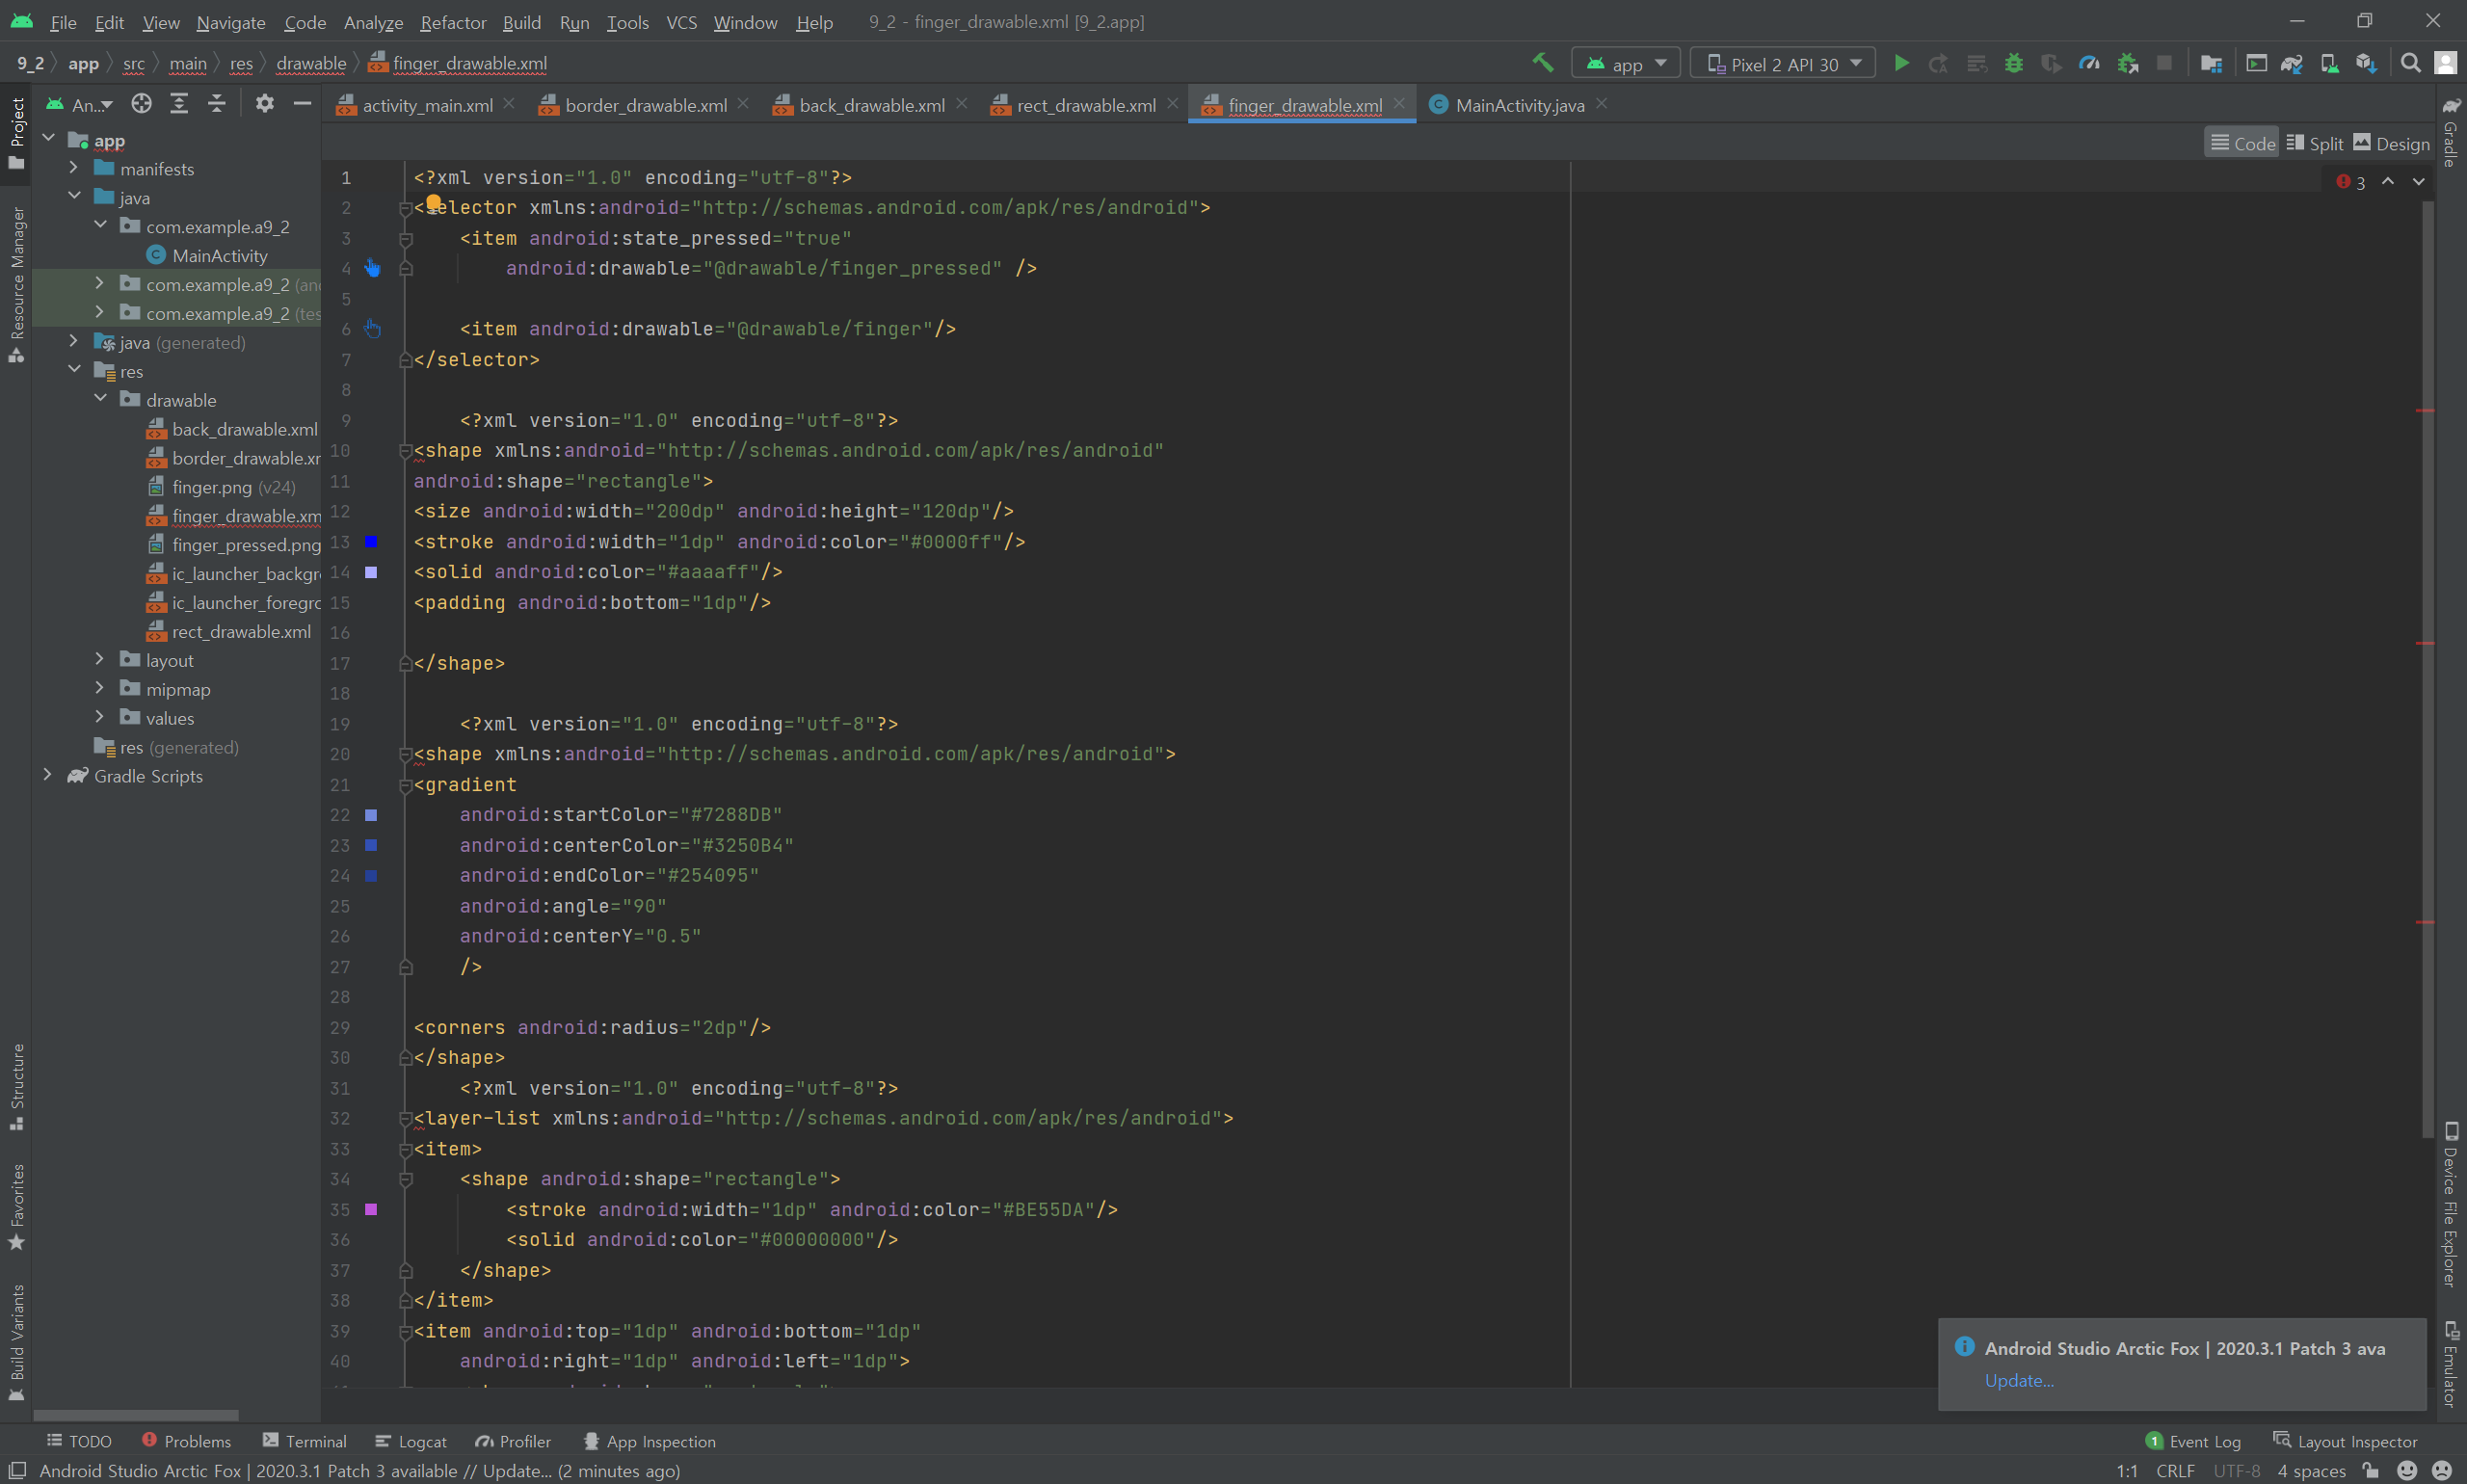 File Edit View Navigate Code Analyze Refactor Build Run Tools VCS Window Help 9_2 - finger_drawable.xml [9_2.app]
9_2 app src main res drawable finger_drawable.xml app Pixel 2 API 30
An... activity_main.xml border_drawable.xml back_drawable.xml rect_drawable.xml finger_drawable.xml MainActivity.java
Code Split Design
3
Project
Resource Manager
Structure
Favorites
Build Variants
app
manifests
java
com.example.a9_2
MainActivity
com.example.a9_2 (an
com.example.a9_2 (tes
java (generated)
res
drawable
back_drawable.xml
border_drawable.xr
finger.png (v24)
finger_drawable.xm
finger_pressed.png
ic_launcher_backgr
ic_launcher_foregro
rect_drawable.xml
layout
mipmap
values
res (generated)
Gradle Scripts
1 <?xml version="1.0" encoding="utf-8"?>
2 <selector xmlns:android="http://schemas.android.com/apk/res/android">
3 <item android:state_pressed="true"
4 android:drawable="@drawable/finger_pressed" />
5
6 <item android:drawable="@drawable/finger"/>
7 </selector>
8
9 <?xml version="1.0" encoding="utf-8"?>
10 <shape xmlns:android="http://schemas.android.com/apk/res/android"
11 android:shape="rectangle">
12 <size android:width="200dp" android:height="120dp"/>
13 <stroke android:width="1dp" android:color="#0000ff"/>
14 <solid android:color="#aaaaff"/>
15 <padding android:bottom="1dp"/>
16
17 </shape>
18
19 <?xml version="1.0" encoding="utf-8"?>
20 <shape xmlns:android="http://schemas.android.com/apk/res/android">
21 <gradient
22 android:startColor="#7288DB"
23 android:centerColor="#3250B4"
24 android:endColor="#254095"
25 android:angle="90"
26 android:centerY="0.5"
27 />
28
29 <corners android:radius="2dp"/>
30 </shape>
31 <?xml version="1.0" encoding="utf-8"?>
32 <layer-list xmlns:android="http://schemas.android.com/apk/res/android">
33 <item>
34 <shape android:shape="rectangle">
35 <stroke android:width="1dp" android:color="#BE55DA"/>
36 <solid android:color="#00000000"/>
37 </shape>
38 </item>
39 <item android:top="1dp" android:bottom="1dp"
40 android:right="1dp" android:left="1dp">
Gradle
Device File Explorer
Emulator
Android Studio Arctic Fox | 2020.3.1 Patch 3 ava
Update...
TODO Problems Terminal Logcat Profiler App Inspection 1 Event Log Layout Inspector
Android Studio Arctic Fox | 2020.3.1 Patch 3 available // Update... (2 minutes ago) 1:1 CRLF UTF-8 4 spaces